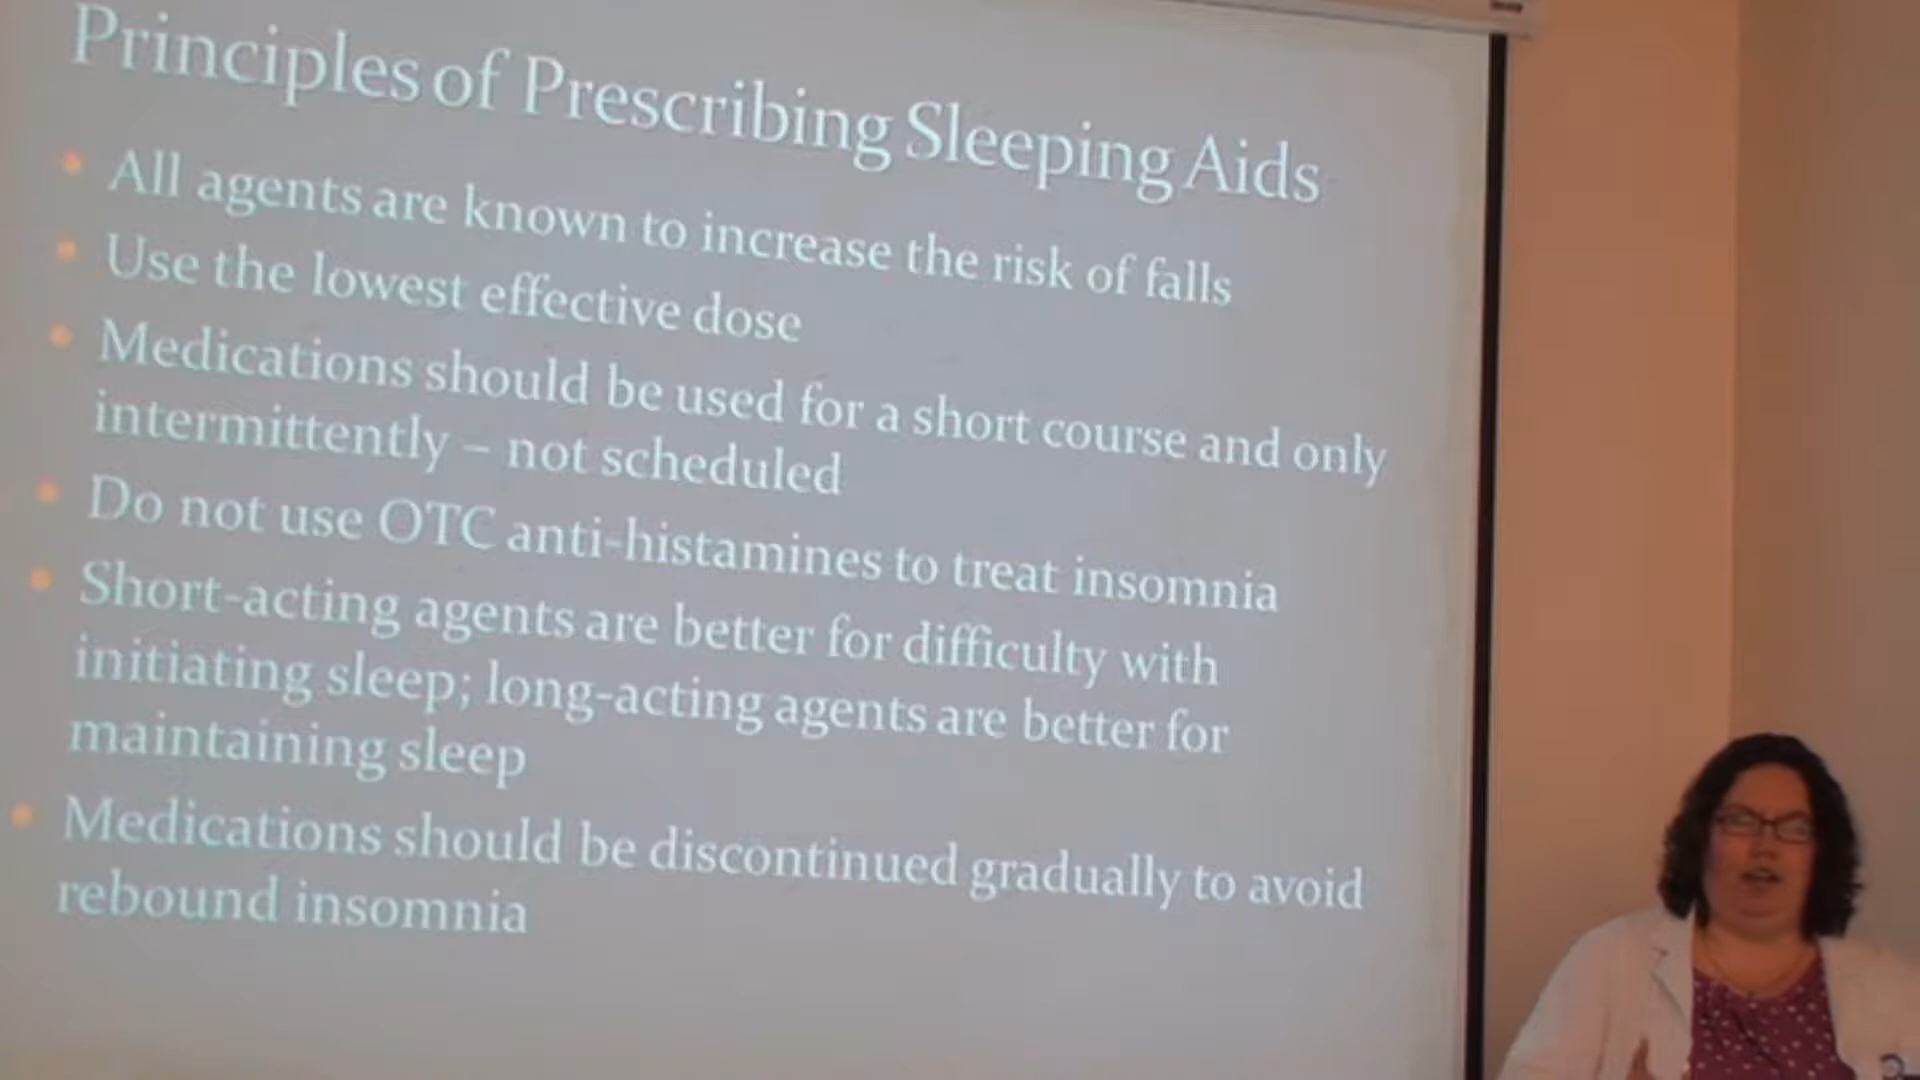 Principles of Prescribing Sleeping Aids
• All agents are known to increase the risk of falls
• Use the lowest effective dose
• Medications should be used for a short course and only
intermittently – not scheduled
• Do not use OTC anti-histamines to treat insomnia
• Short-acting agents are better for difficulty with
initiating sleep; long-acting agents are better for
maintaining sleep
• Medications should be discontinued gradually to avoid
rebound insomnia